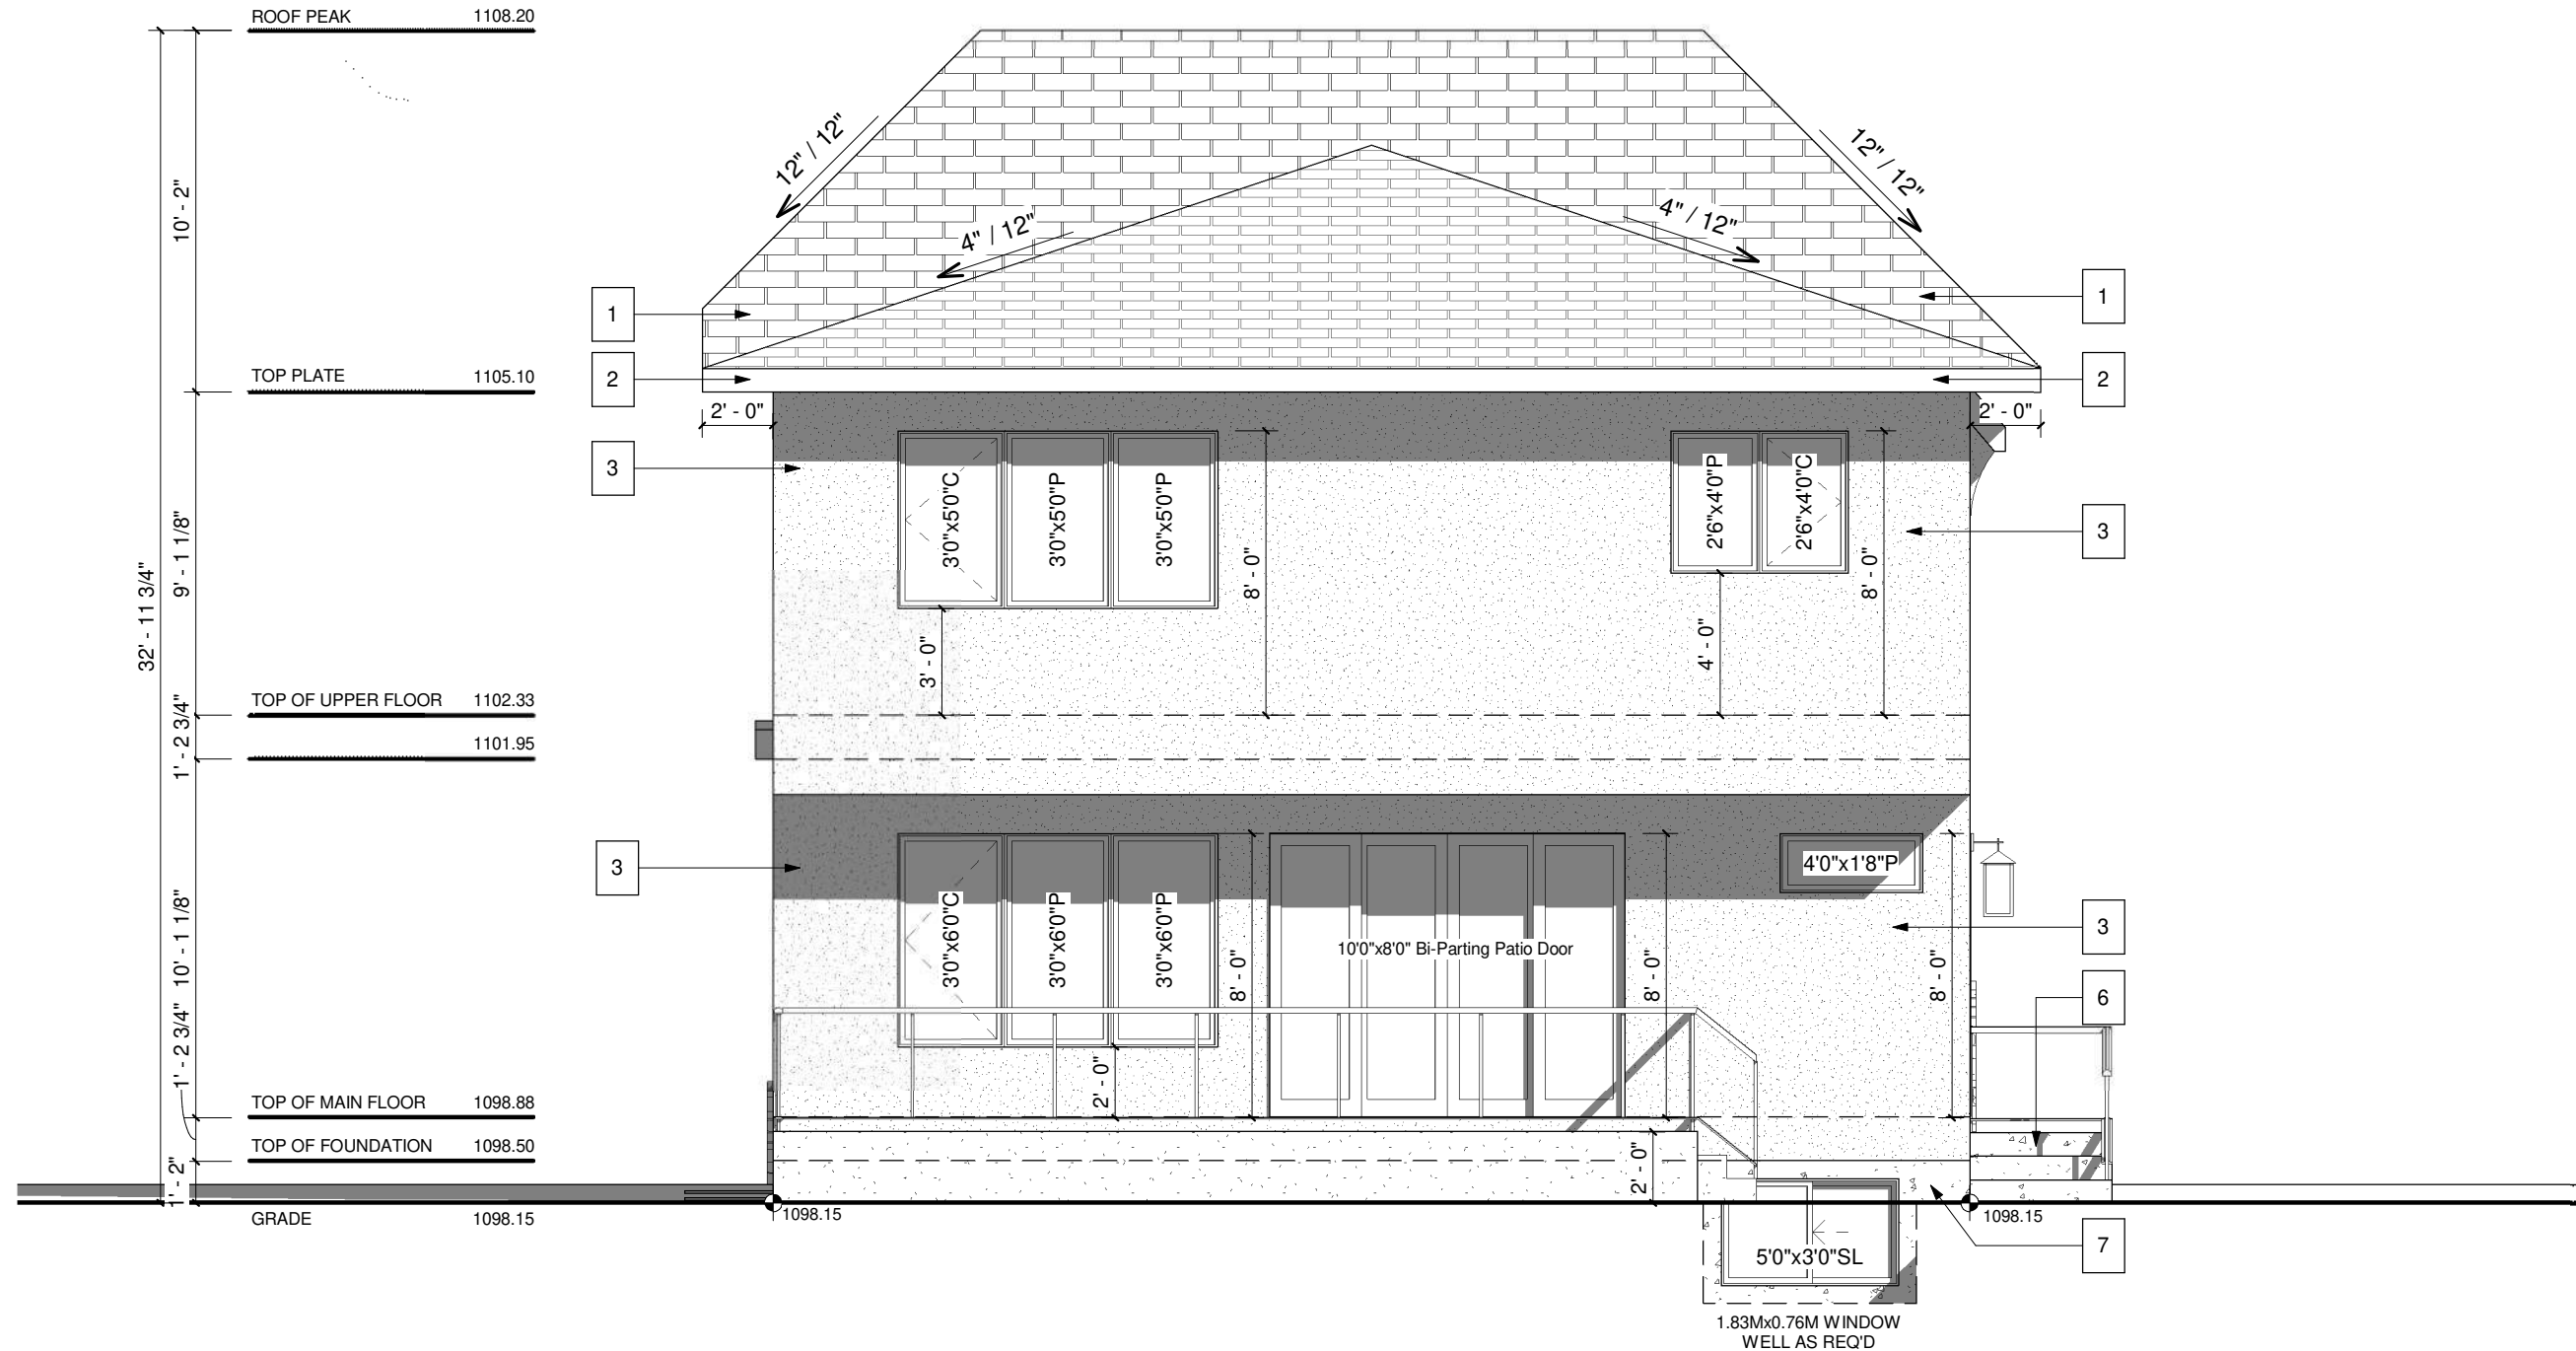 ROOF PEAK 1108.20
12" / 12"
12" / 12"
4" / 12"
4" / 12"
10' - 2"
1
1
2
2
TOP PLATE 1105.10
2' - 0"
2' - 0"
3
3
3'0"x5'0"C
3'0"x5'0"P
3'0"x5'0"P
2'6"x4'0"P
2'6"x4'0"C
8' - 0"
8' - 0"
9' - 1 1/8"
32' - 11 3/4"
3' - 0"
4' - 0"
TOP OF UPPER FLOOR 1102.33
1' - 2 3/4"
1101.95
3
3
4'0"x1'8"P
3'0"x6'0"C
3'0"x6'0"P
3'0"x6'0"P
10'0"x8'0" Bi-Parting Patio Door
8' - 0"
8' - 0"
8' - 0"
10' - 1 1/8"
6
1' - 2 3/4"
2' - 0"
TOP OF MAIN FLOOR 1098.88
TOP OF FOUNDATION 1098.50
1' - 2"
2' - 0"
GRADE 1098.15
1098.15
1098.15
7
5'0"x3'0"SL
1.83Mx0.76M WINDOW
WELL AS REQ'D